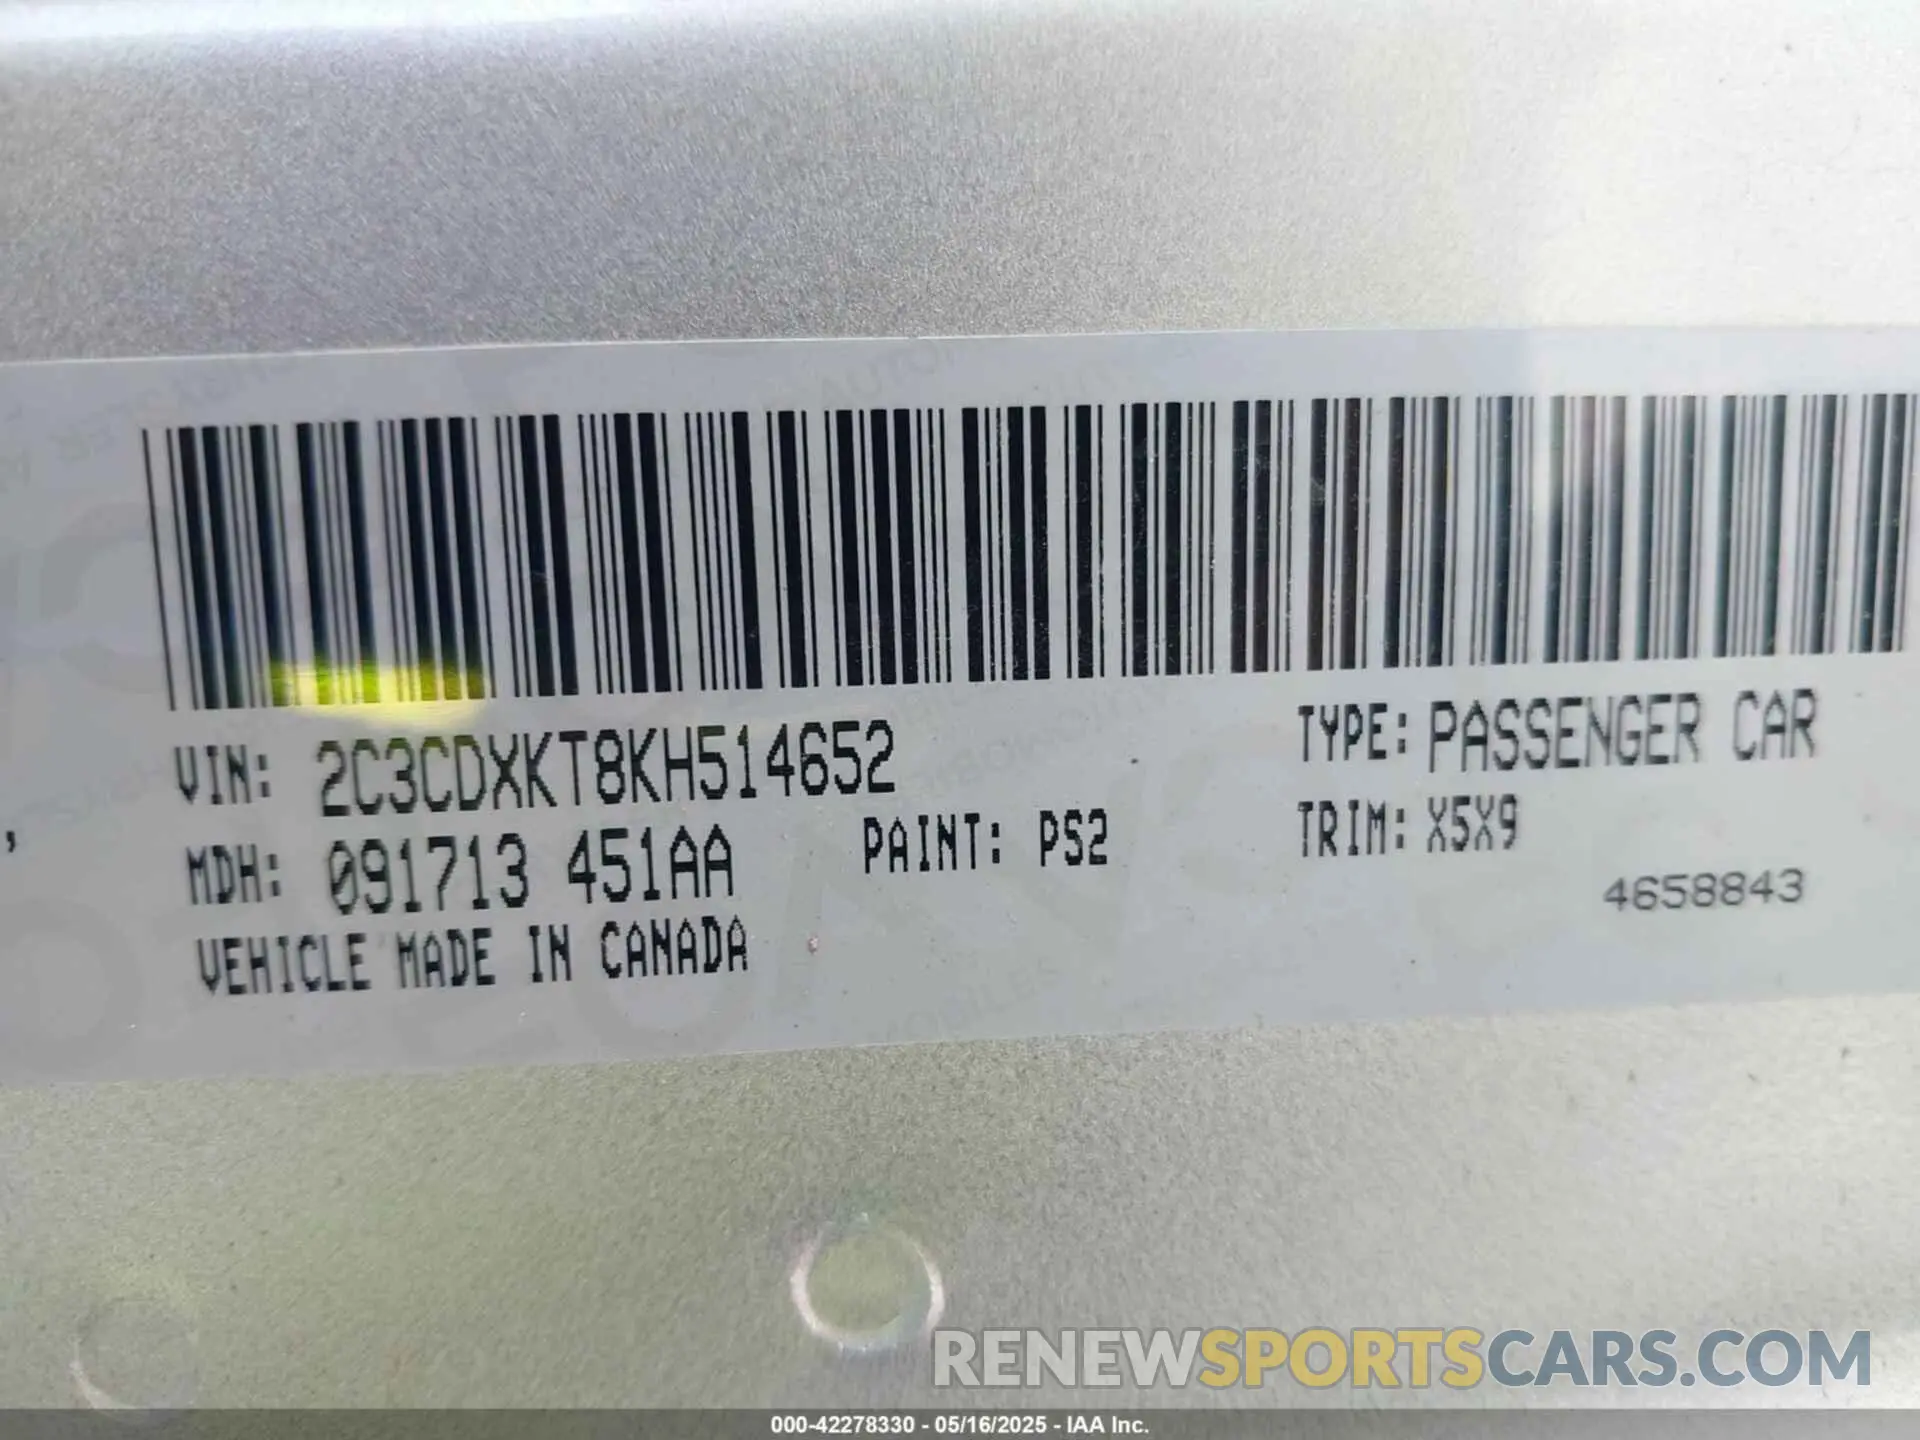 VIN: 2C3CDXKT8KH514652
TYPE: PASSENGER CAR
MDH: 091713 451AA
PAINT: PS2
TRIM: X5X9
4658843
VEHICLE MADE IN CANADA
RENEWSPORTSCARS.COM
000-42278330 - 05/16/2025 - IAA Inc.